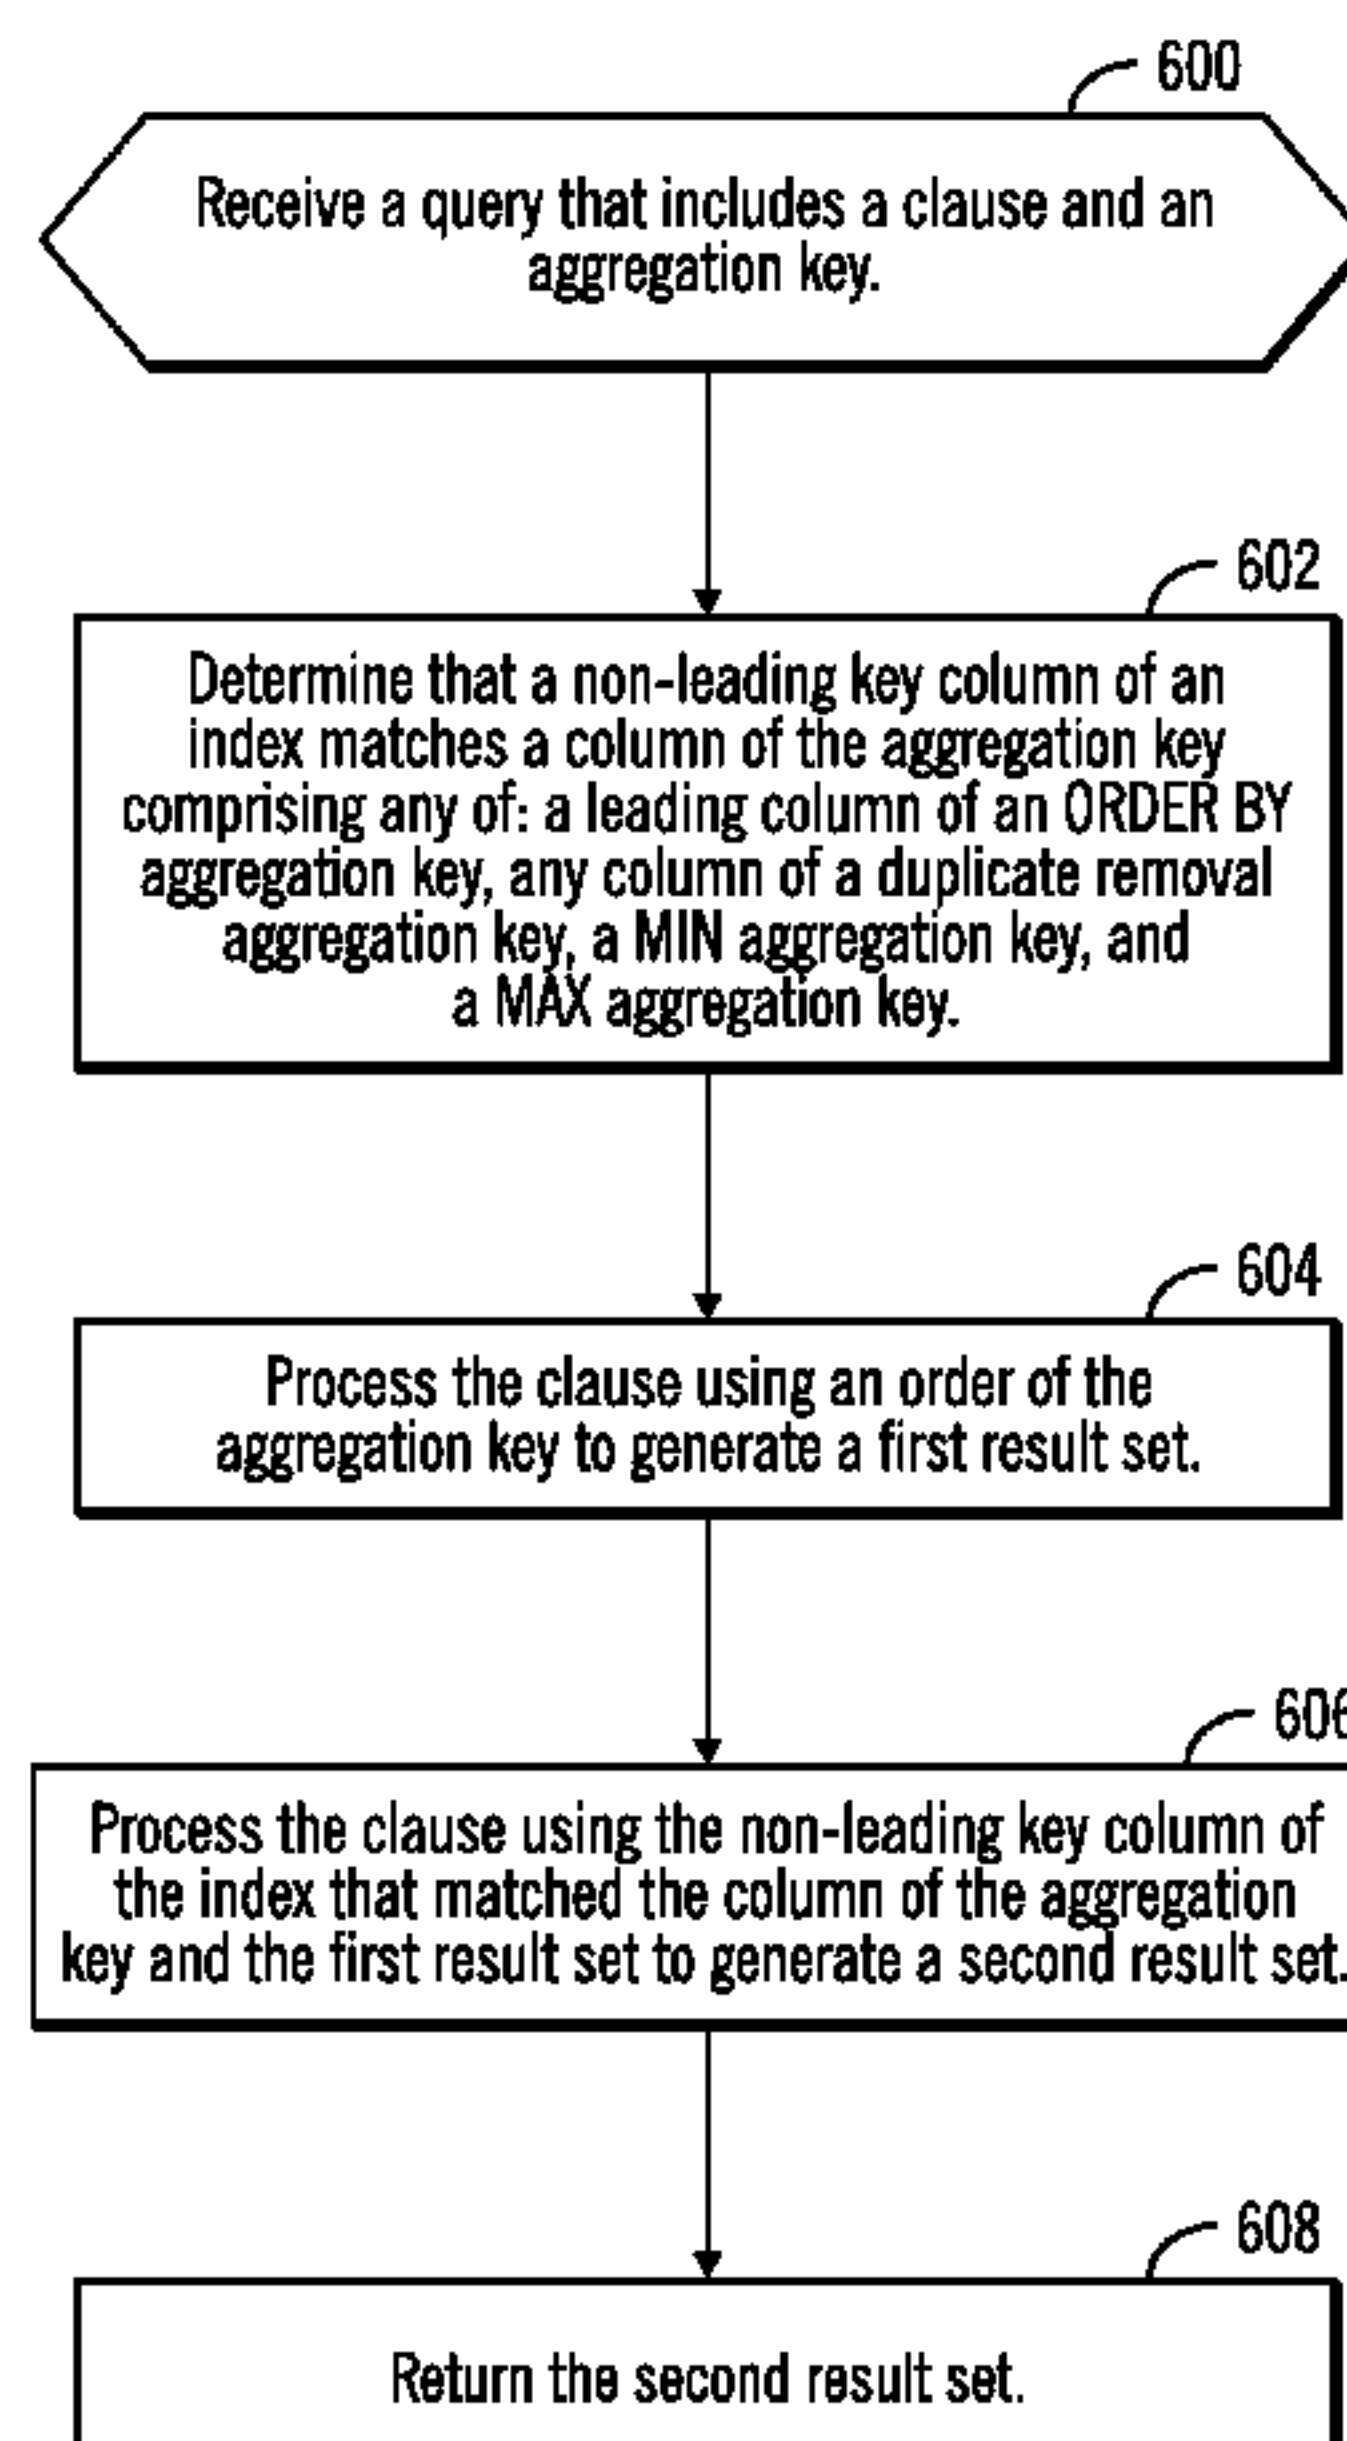 600
Receive a query that includes a clause and an
aggregation key.
602
Determine that a non-leading key column of an
index matches a column of the aggregation key
comprising any of: a leading column of an ORDER BY
aggregation key, any column of a duplicate removal
aggregation key, a MIN aggregation key, and
a MAX aggregation key.
604
Process the clause using an order of the
aggregation key to generate a first result set.
606
Process the clause using the non-leading key column of
the index that matched the column of the aggregation
key and the first result set to generate a second result set.
608
Return the second result set.